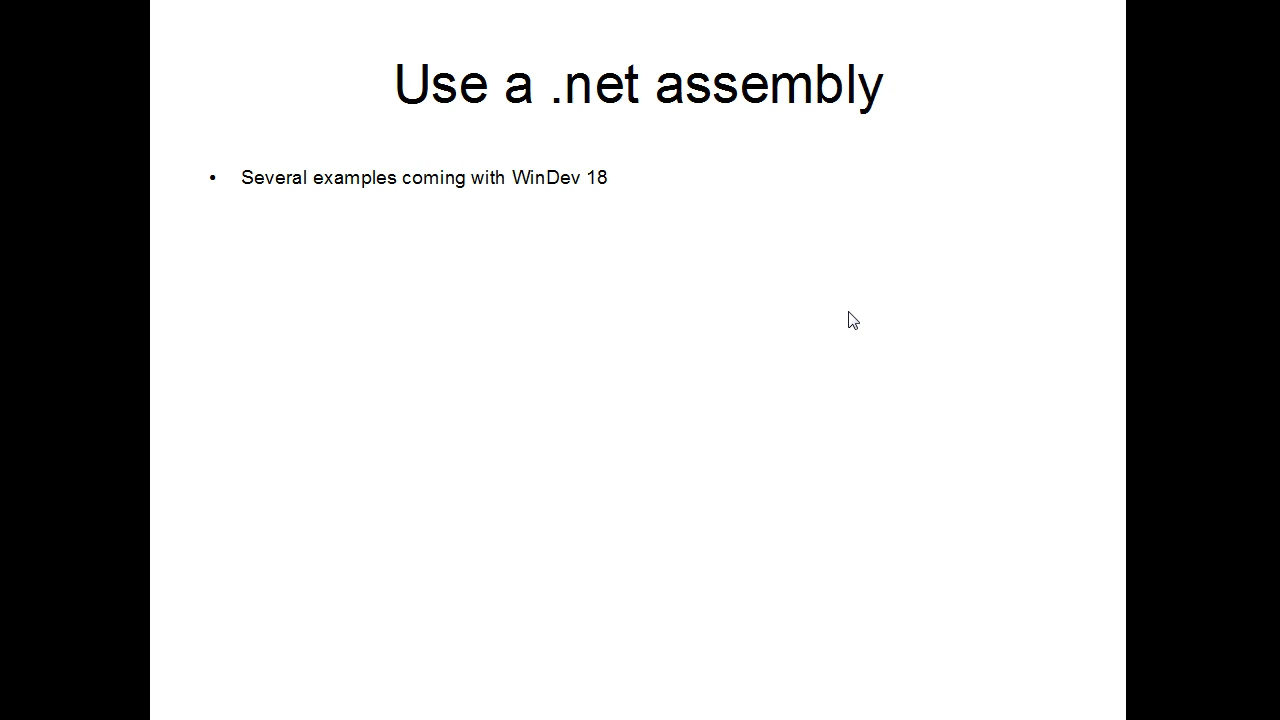 Use a .net assembly
• Several examples coming with WinDev 18